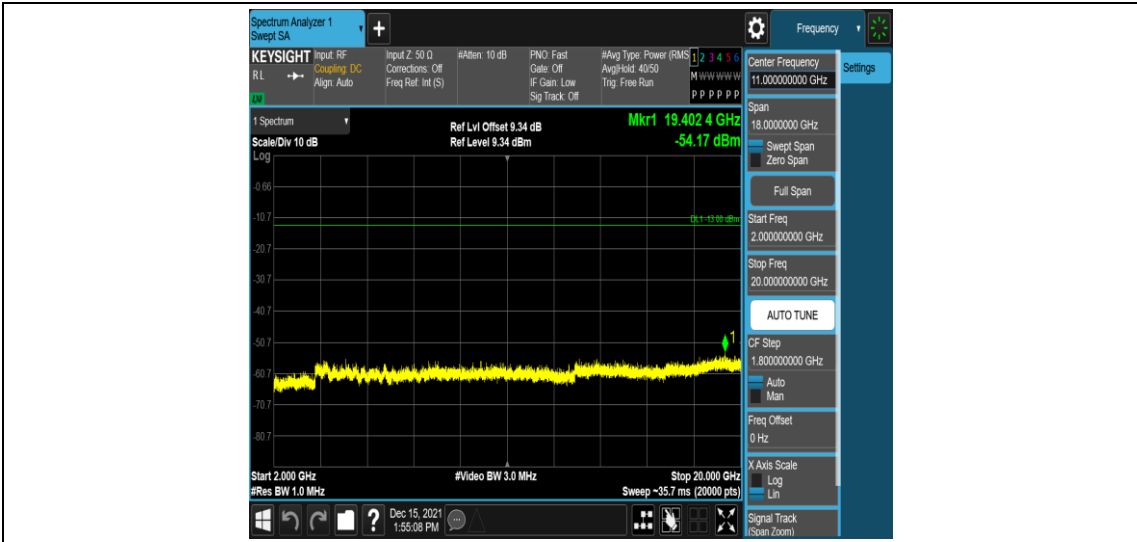 Spectrum Analyzer 1
Swept SA
+
Frequency
KEYSIGHT
RL
Input: RF
Coupling: DC
Align: Auto
Input Z: 50 Ω
Corrections: Off
Freq Ref: Int (S)
#Atten: 10 dB
PNO: Fast
Gate: Off
IF Gain: Low
Sig Track: Off
#Avg Type: Power (RMS
Avg|Hold: 40/50
Trig: Free Run
1 2 3 4 5 6
M W W W W W
P P P P P P
1 Spectrum
Scale/Div 10 dB
Log
Ref Lvl Offset 9.34 dB
Ref Level 9.34 dBm
Mkr1 19.402 4 GHz
-54.17 dBm
-0.66
-10.7
DL1 -13.00 dBm
-20.7
-30.7
-40.7
-50.7
1
-60.7
-70.7
-80.7
Start 2.000 GHz
#Res BW 1.0 MHz
#Video BW 3.0 MHz
Stop 20.000 GHz
Sweep ~35.7 ms (20000 pts)
Center Frequency
11.000000000 GHz
Settings
Span
18.0000000 GHz
Swept Span
Zero Span
Full Span
Start Freq
2.000000000 GHz
Stop Freq
20.000000000 GHz
AUTO TUNE
CF Step
1.800000000 GHz
Auto
Man
Freq Offset
0 Hz
X Axis Scale
Log
Lin
Signal Track
(Span Zoom)
?
Dec 15, 2021
1:55:08 PM